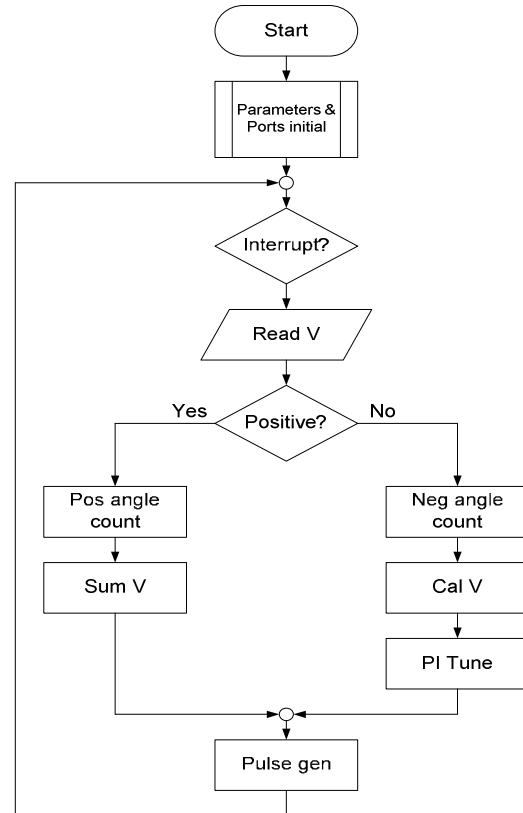 Start
Parameters &
Ports initial
Interrupt?
Read V
Yes
Positive?
No
Pos angle
count
Neg angle
count
Sum V
Cal V
PI Tune
Pulse gen